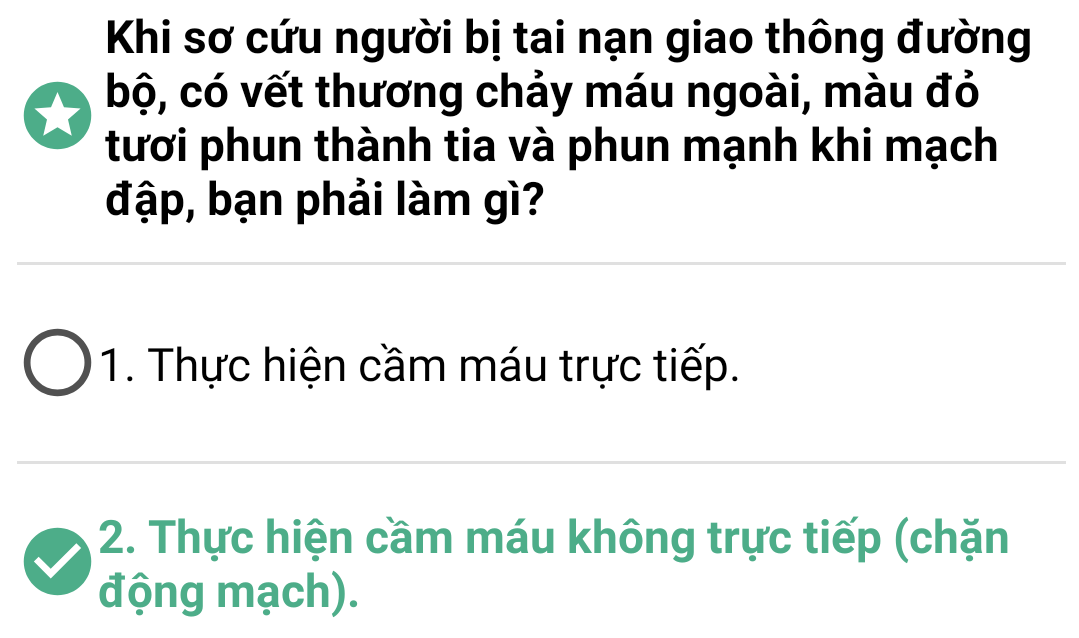 Khi sơ cứu người bị tai nạn giao thông đường
bộ, có vết thương chảy máu ngoài, màu đỏ
tươi phun thành tia và phun mạnh khi mạch
đập, bạn phải làm gì?
1. Thực hiện cầm máu trực tiếp.
2. Thực hiện cầm máu không trực tiếp (chặn
động mạch).